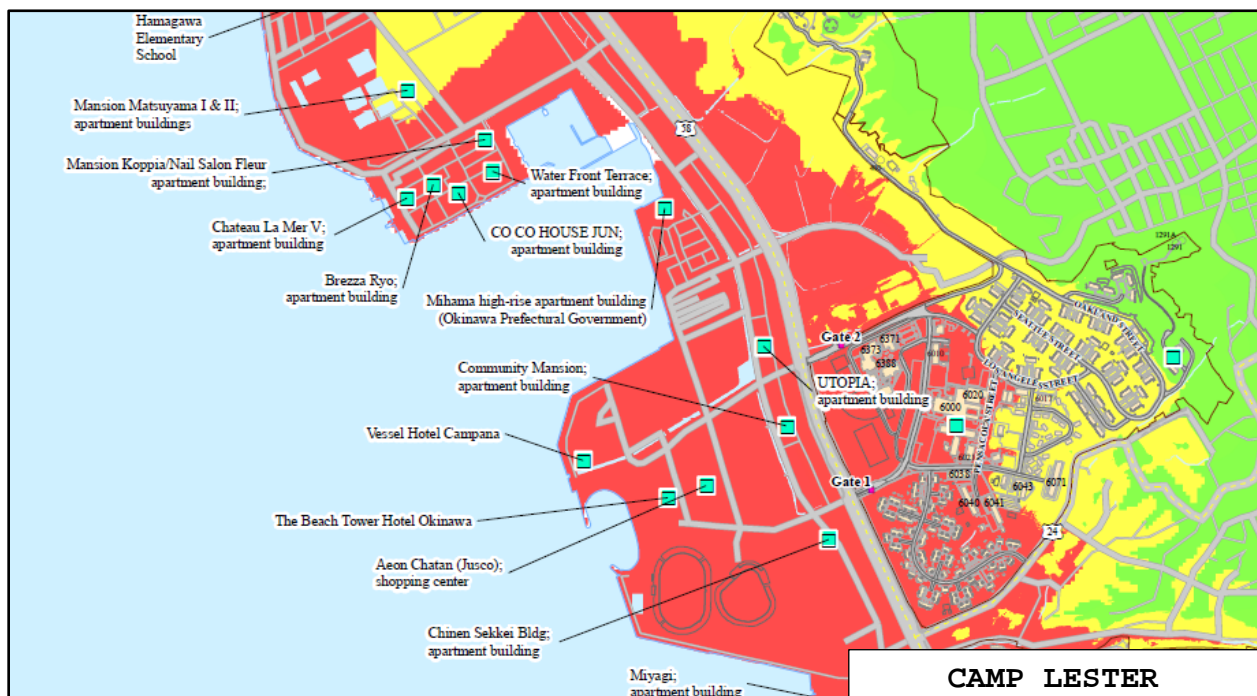 Hamagawa
Elementary
School
Mansion Matsuyama I & II;
apartment buildings
Mansion Koppia/Nail Salon Fleur
apartment building;
Chateau La Mer V;
apartment building
Brezza Ryo;
apartment building
Water Front Terrace;
apartment building
CO CO HOUSE JUN;
apartment building
Mihama high-rise apartment building
(Okinawa Prefectural Government)
58
1291A
1291
OAKLAND STREET
SEATTLE STREET
LOS ANGELES STREET
PENSACOLA STREET
Gate 2
6371
6373
6388
6010
UTOPIA;
apartment building
6020
6000
6017
Community Mansion;
apartment building
Vessel Hotel Campana
Gate 1
6038
6043
6071
6040
6041
24
The Beach Tower Hotel Okinawa
Aeon Chatan (Jusco);
shopping center
Chinen Sekkei Bldg;
apartment building
Miyagi;
apartment building
CAMP LESTER